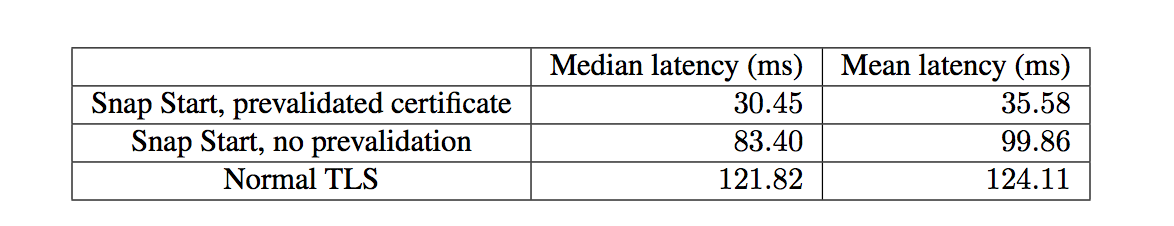 Median latency (ms) Mean latency (ms)
Snap Start, prevalidated certificate 30.45 35.58
Snap Start, no prevalidation 83.40 99.86
Normal TLS 121.82 124.11